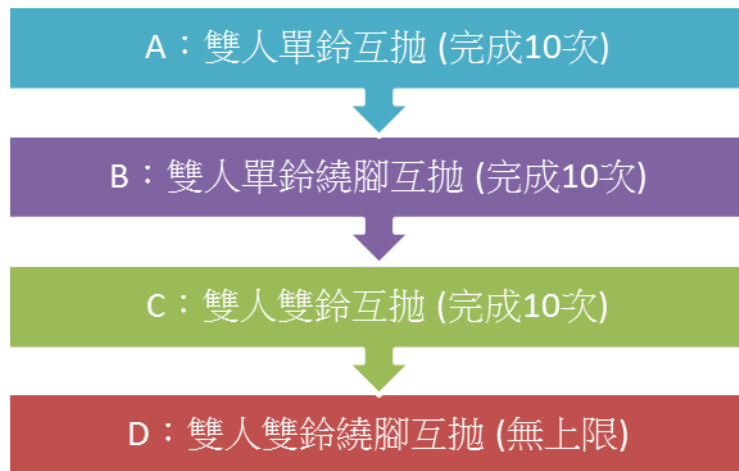 A：雙人單鈴互拋 (完成10次)
B：雙人單鈴繞腳互拋 (完成10次)
C：雙人雙鈴互拋 (完成10次)
D：雙人雙鈴繞腳互拋 (無上限)